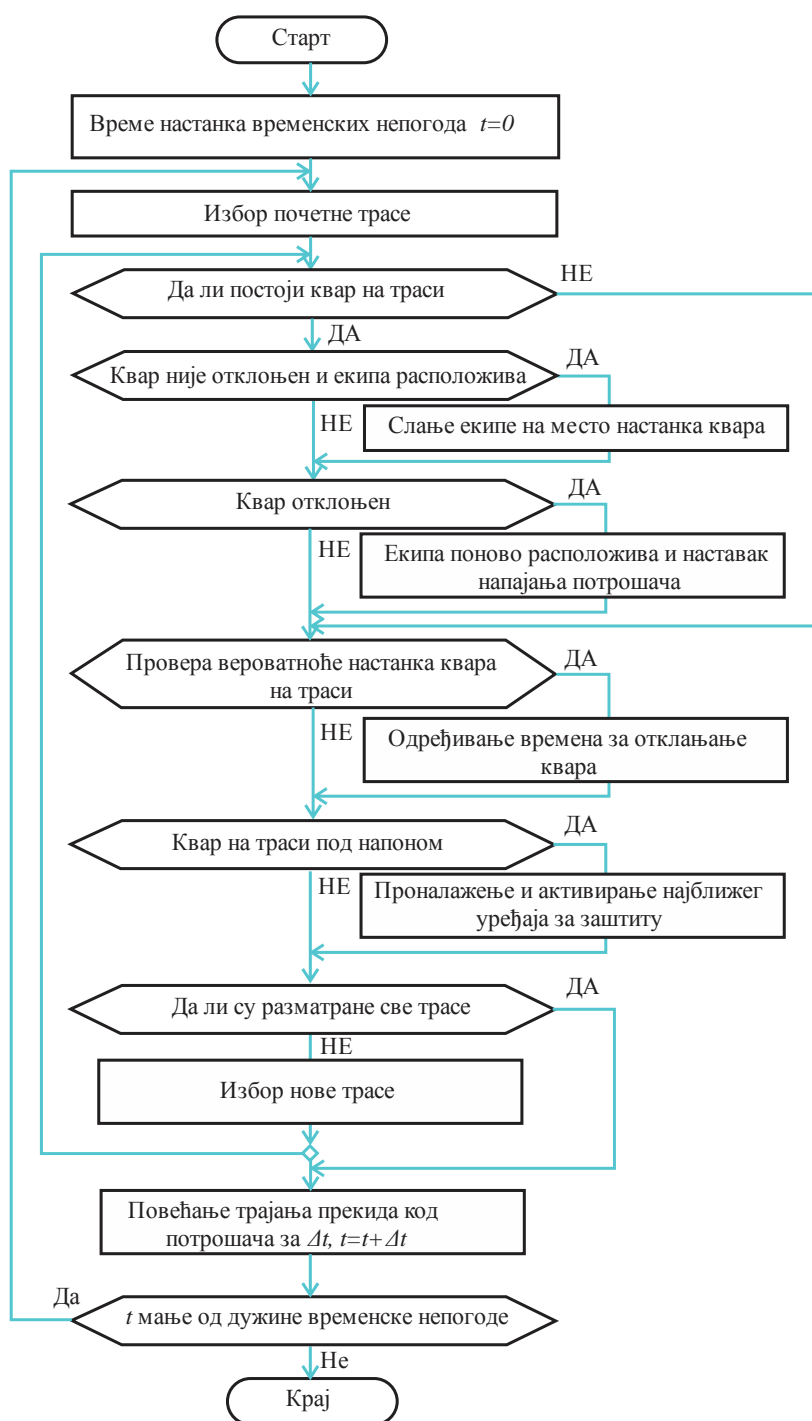 Старт
Време настанка временских непогода t=0
Избор почетне трасе
Да ли постоји квар на траси
НЕ
ДА
Квар није отклоњен и екипа расположива
ДА
НЕ
Слање екипе на место настанка квара
Квар отклоњен
ДА
НЕ
Екипа поново расположива и наставак
напајања потрошача
Провера вероватноће настанка квара
на траси
ДА
НЕ
Одређивање времена за отклањање
квара
Квар на траси под напоном
ДА
НЕ
Проналажење и активирање најближег
уређаја за заштиту
Да ли су разматране све трасе
ДА
НЕ
Избор нове трасе
Повећање трајања прекида код
потрошача за Δt, t=t+Δt
Да
t мање од дужине временске непогоде
Не
Крај